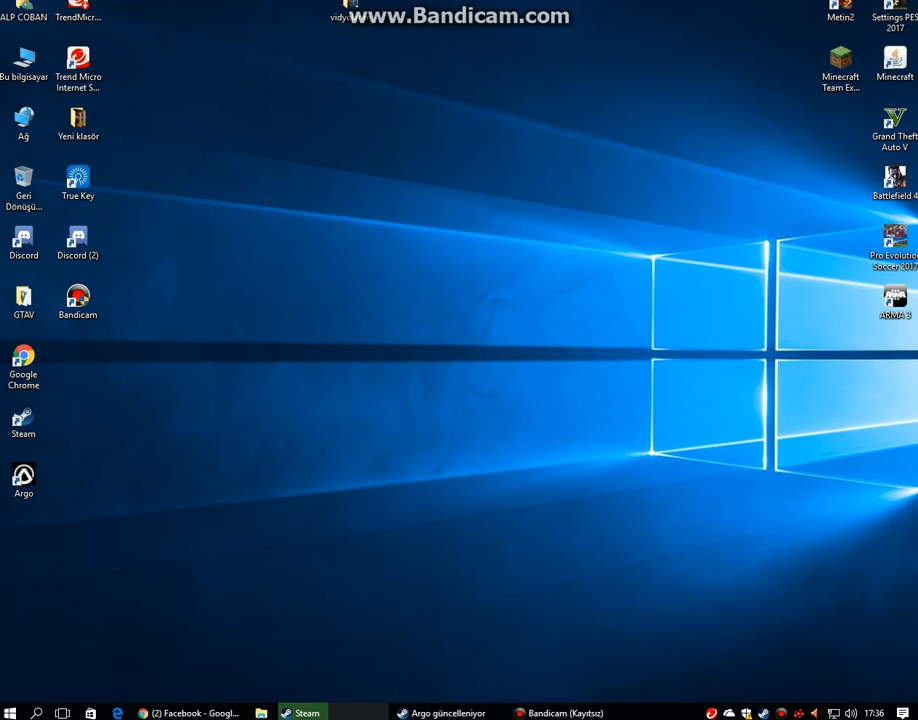 www.Bandicam.com
ALP COBAN
TrendMicr...
Metin2
Settings PES
2017
Bu bilgisayar
Trend Micro
Internet S...
Minecraft
Team Ex...
Minecraft
Ağ
Yeni klasör
Grand Theft
Auto V
Geri
Dönüşü...
True Key
Battlefield 4
Discord
Discord (2)
Pro Evolution
Soccer 2017
GTAV
Bandicam
ARMA 3
Google
Chrome
Steam
Argo
(2) Facebook - Googl...
Steam
Argo güncelleniyor
Bandicam (Kayıtsız)
17:36